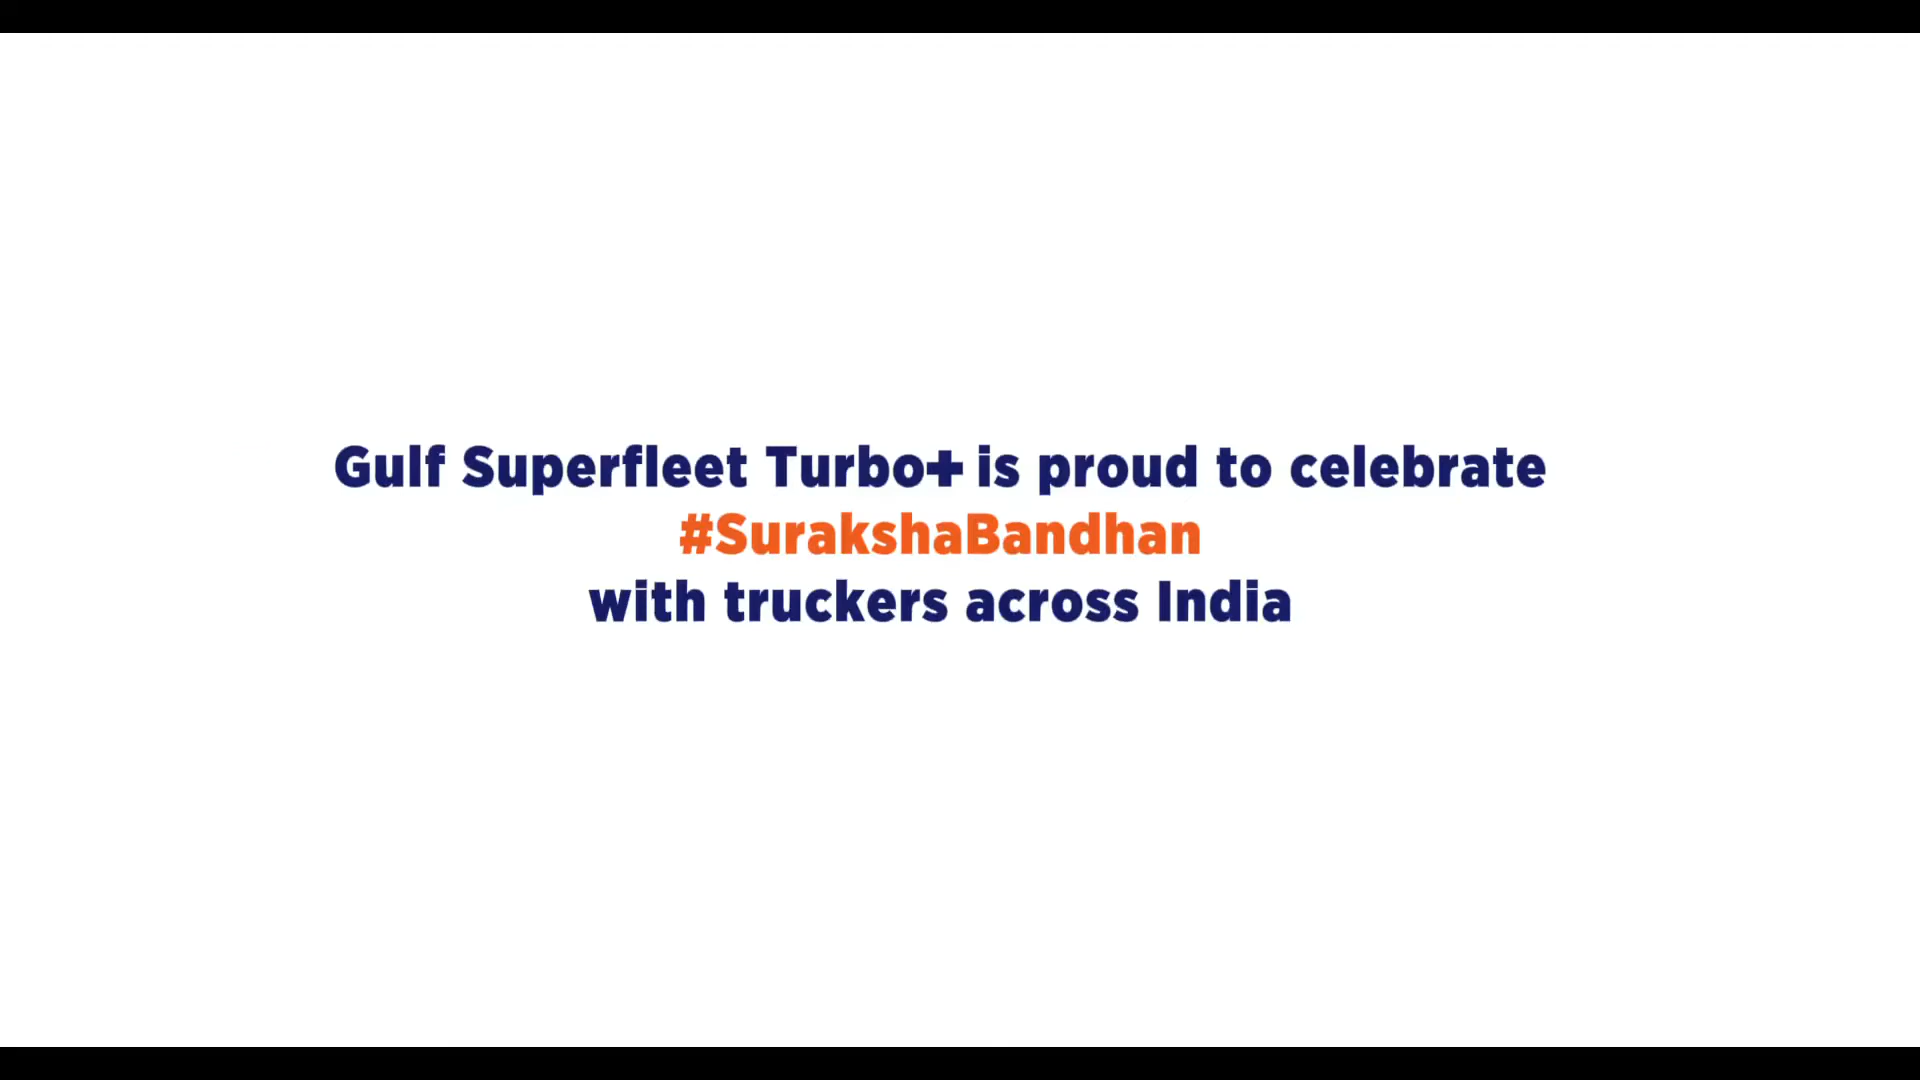 Gulf Superfleet Turbo+ is proud to celebrate
#SurakshaBandhan
with truckers across India